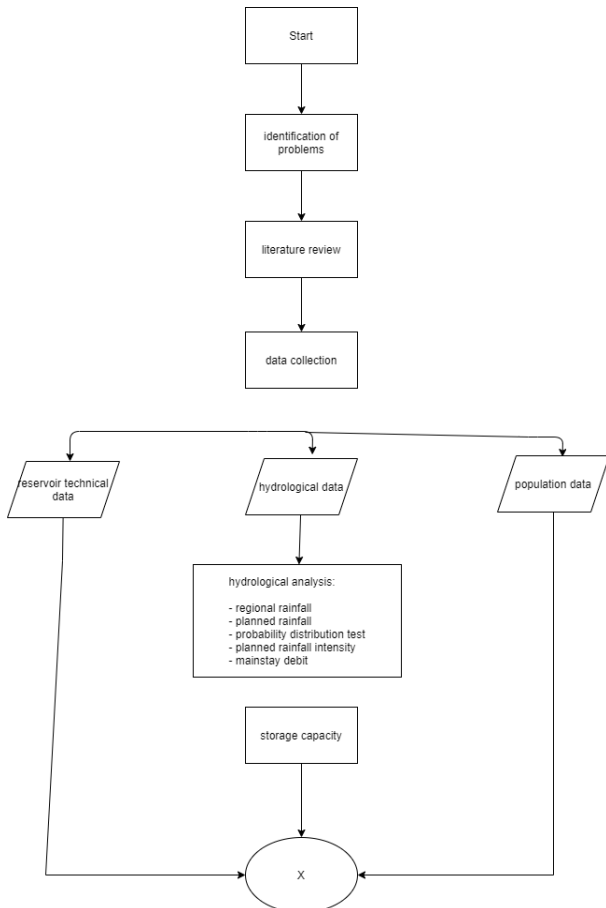 Start
identification of
problems
literature review
data collection
reservoir technical
data
hydrological data
population data
hydrological analysis:
- regional rainfall
- planned rainfall
- probability distribution test
- planned rainfall intensity
- mainstay debit
storage capacity
X